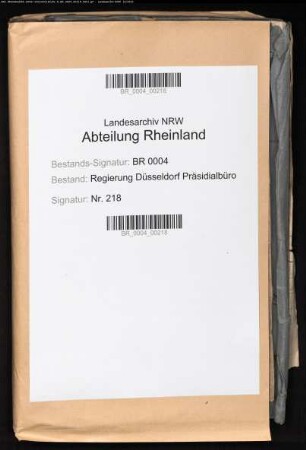 BR_0004_00218
Landesarchiv NRW
Abteilung Rheinland
Bestands-Signatur: BR 0004
Bestand: Regierung Düsseldorf Präsidialbüro
Signatur: Nr. 218
BR_0004_00218